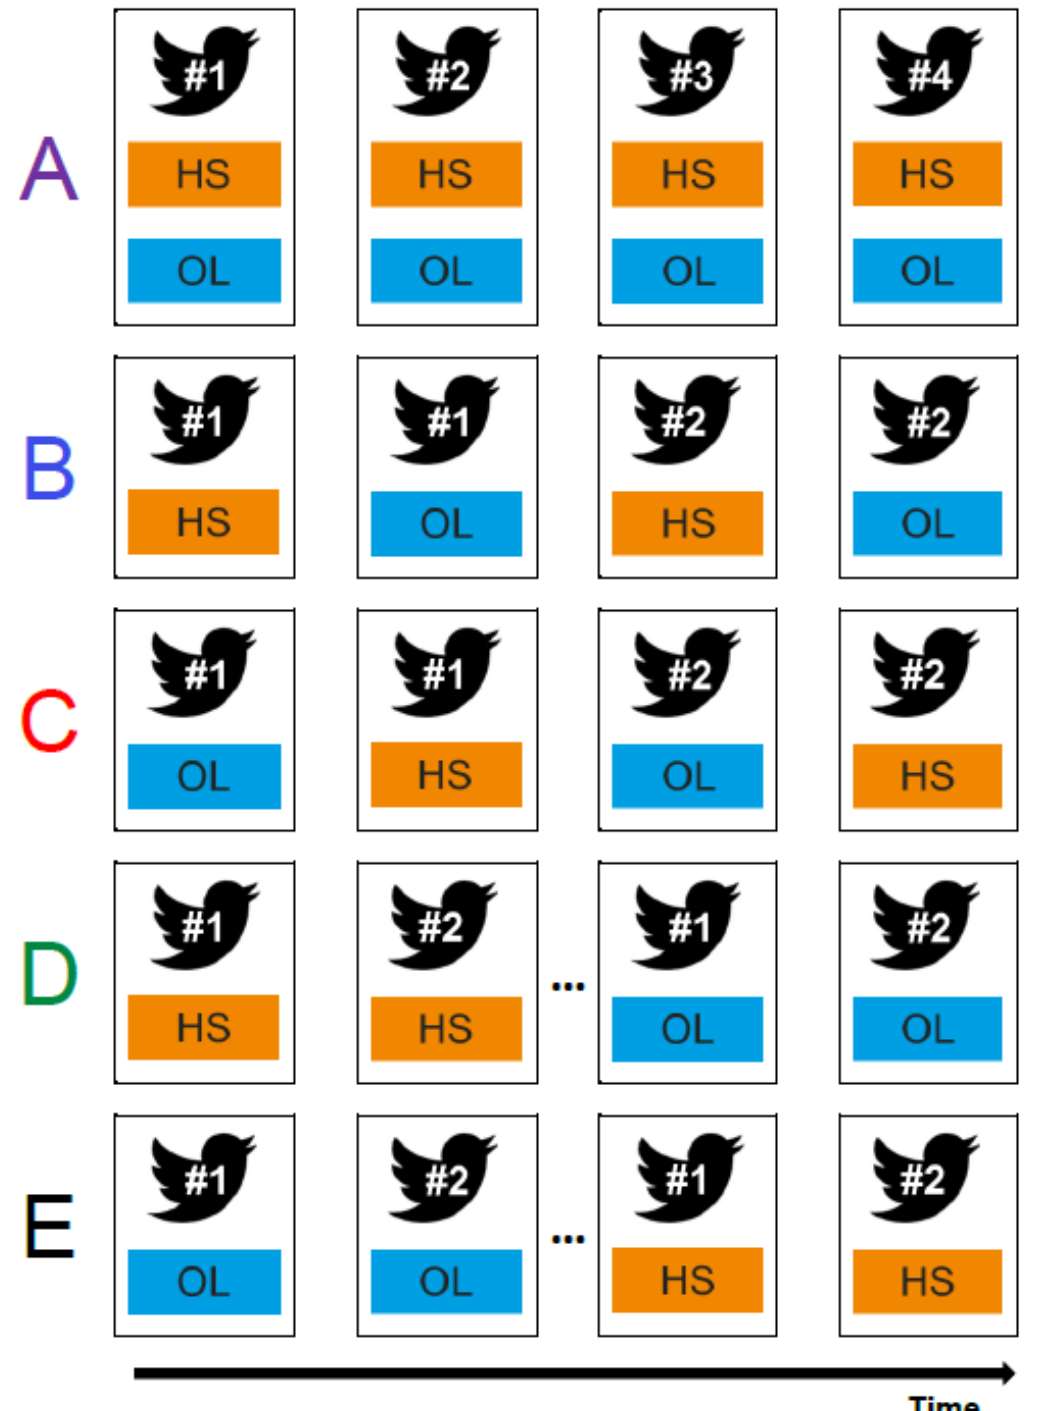 #1 #2 #3 #4
A HS HS HS HS
OL OL OL OL
#1 #1 #2 #2
B HS OL HS OL
#1 #1 #2 #2
C OL HS OL HS
#1 #2 #1 #2
D HS HS ... OL OL
#1 #2 #1 #2
E OL OL ... HS HS
Time